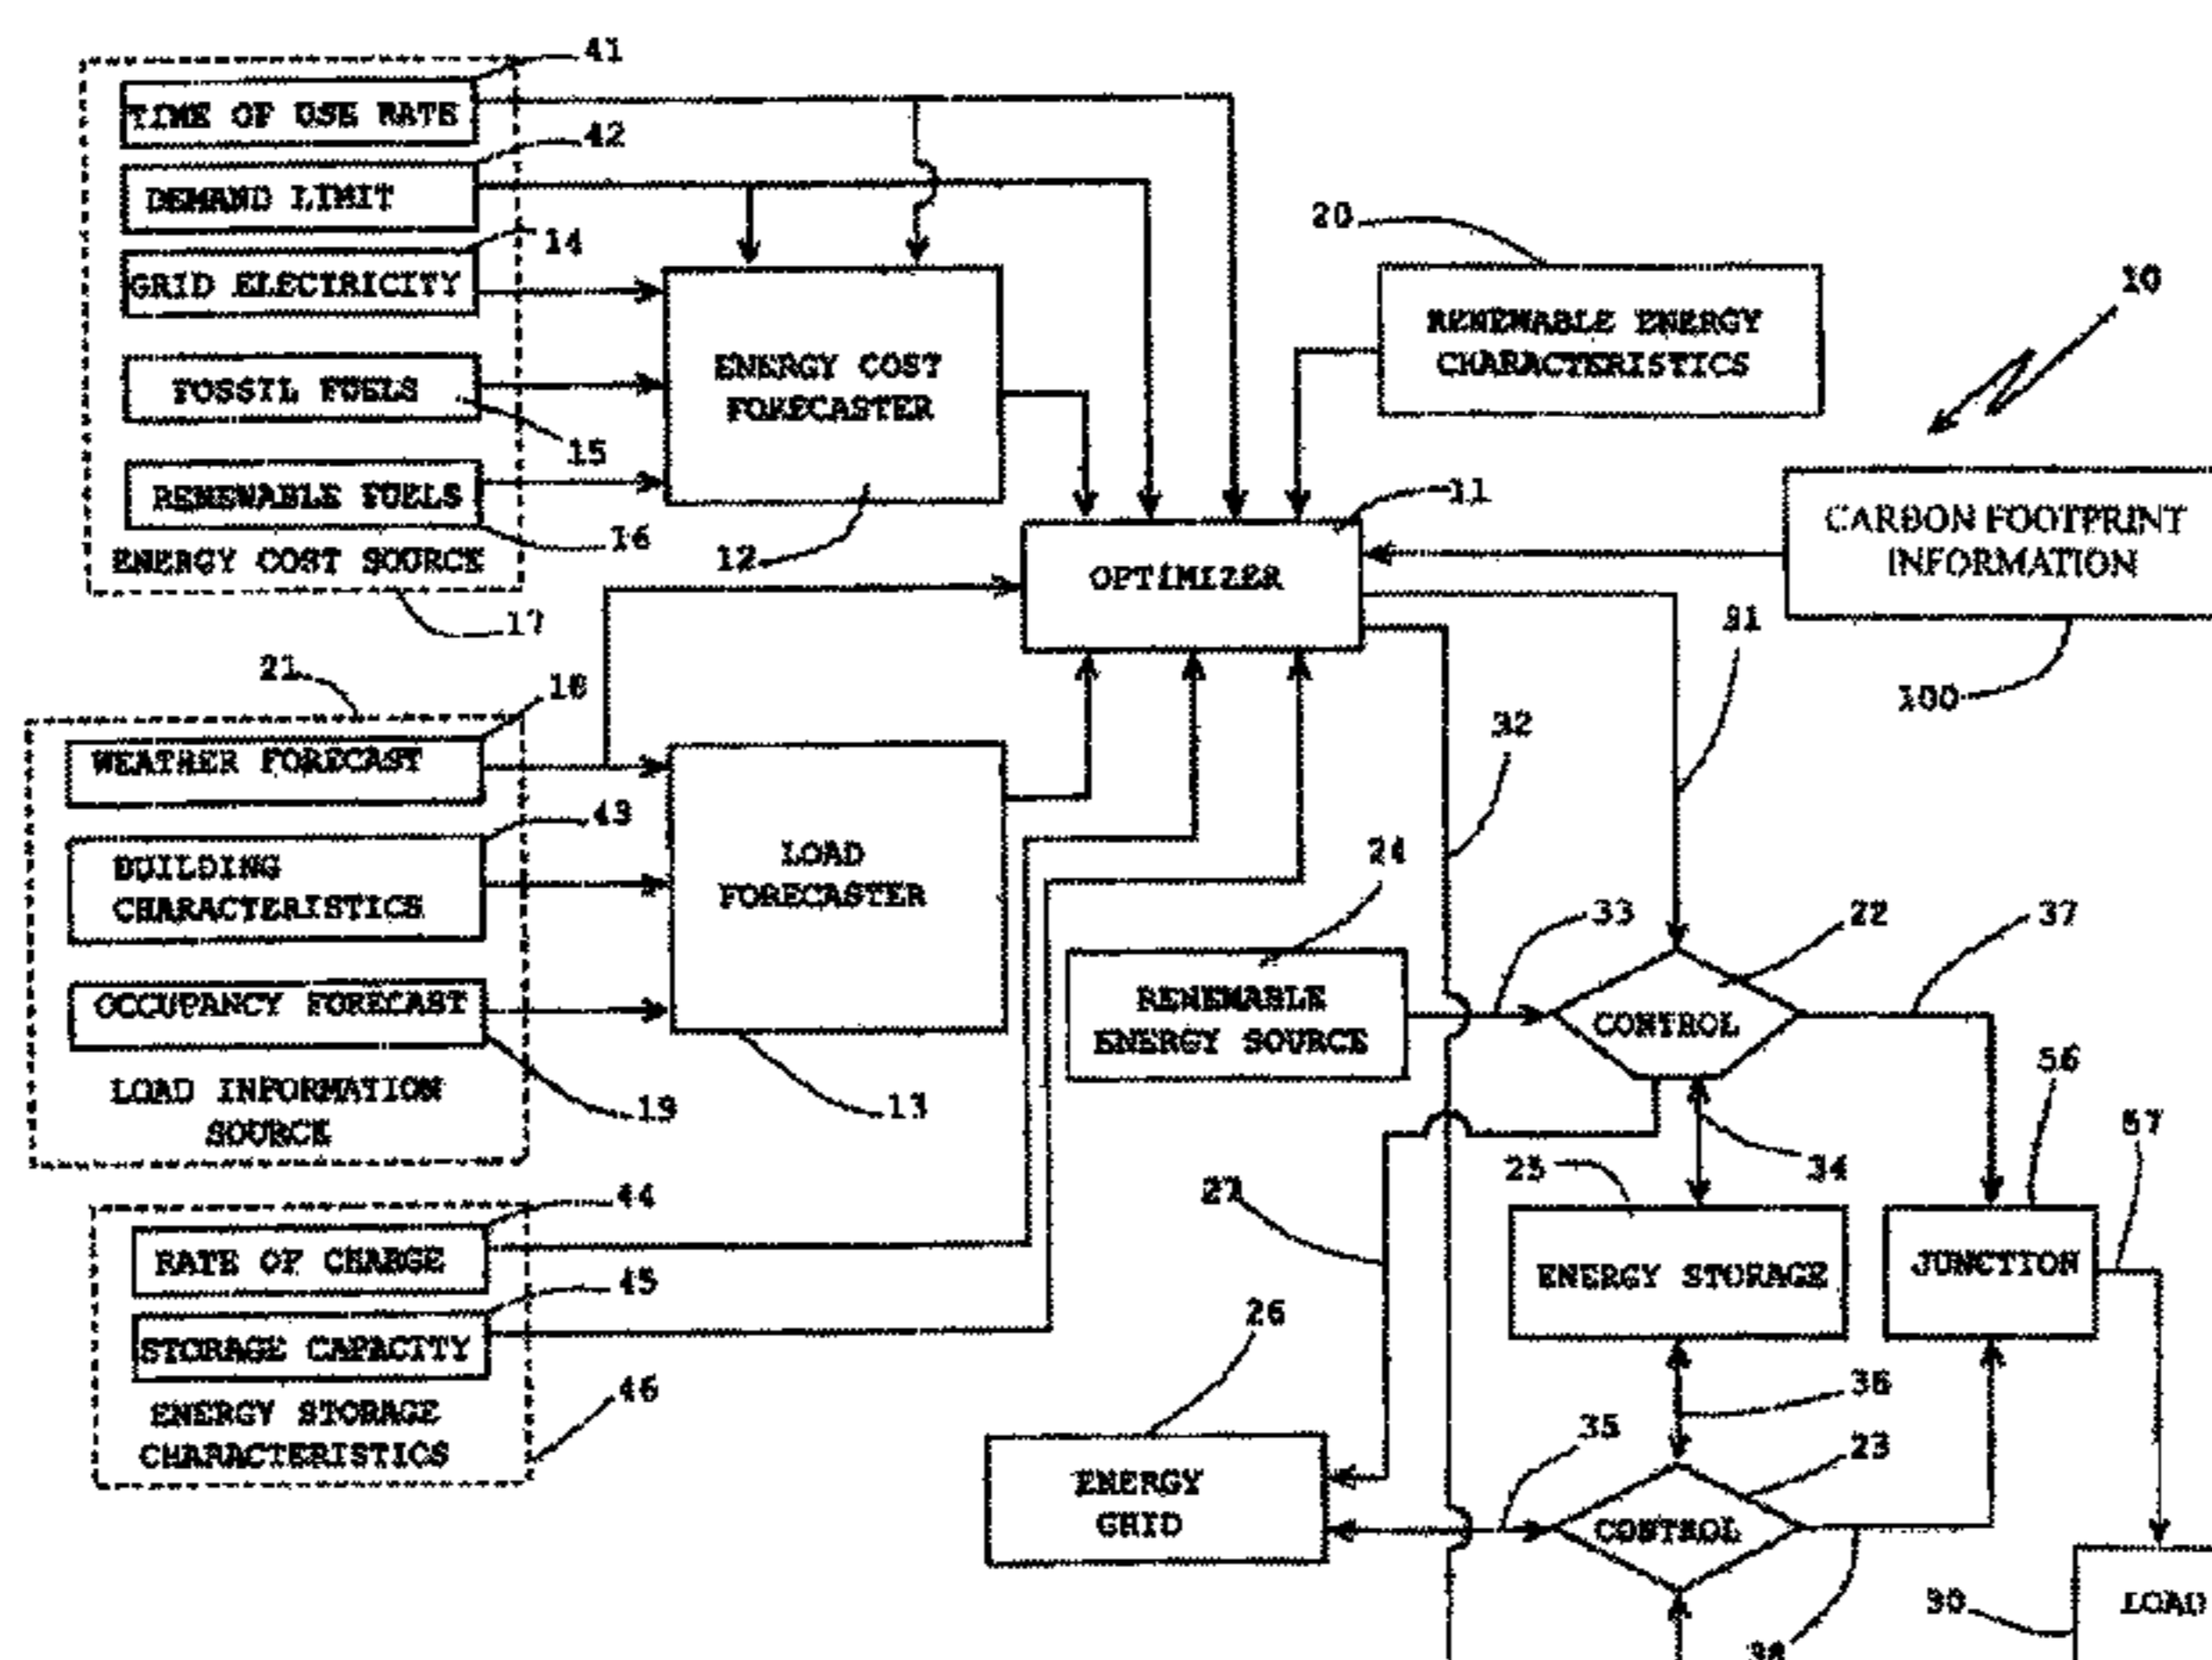 41
TIME OF USE RATE
42
DEMAND LIMIT
14
GRID ELECTRICITY
FOSSIL FUELS
15
RENEWABLE FUELS
16
ENERGY COST SOURCE
17
ENERGY COST
FORECASTER
12
20
RENEWABLE ENERGY
CHARACTERISTICS
10
11
OPTIMIZER
CARBON FOOTPRINT
INFORMATION
100
31
32
21
18
WEATHER FORECAST
43
BUILDING
CHARACTERISTICS
OCCUPANCY FORECAST
19
LOAD INFORMATION
SOURCE
LOAD
FORECASTER
13
24
RENEWABLE
ENERGY SOURCE
33
22
37
CONTROL
34
56
57
25
ENERGY STORAGE
JUNCTION
27
44
RATE OF CHARGE
45
STORAGE CAPACITY
46
ENERGY STORAGE
CHARACTERISTICS
26
ENERGY
GRID
35
36
23
CONTROL
38
30
LOAD